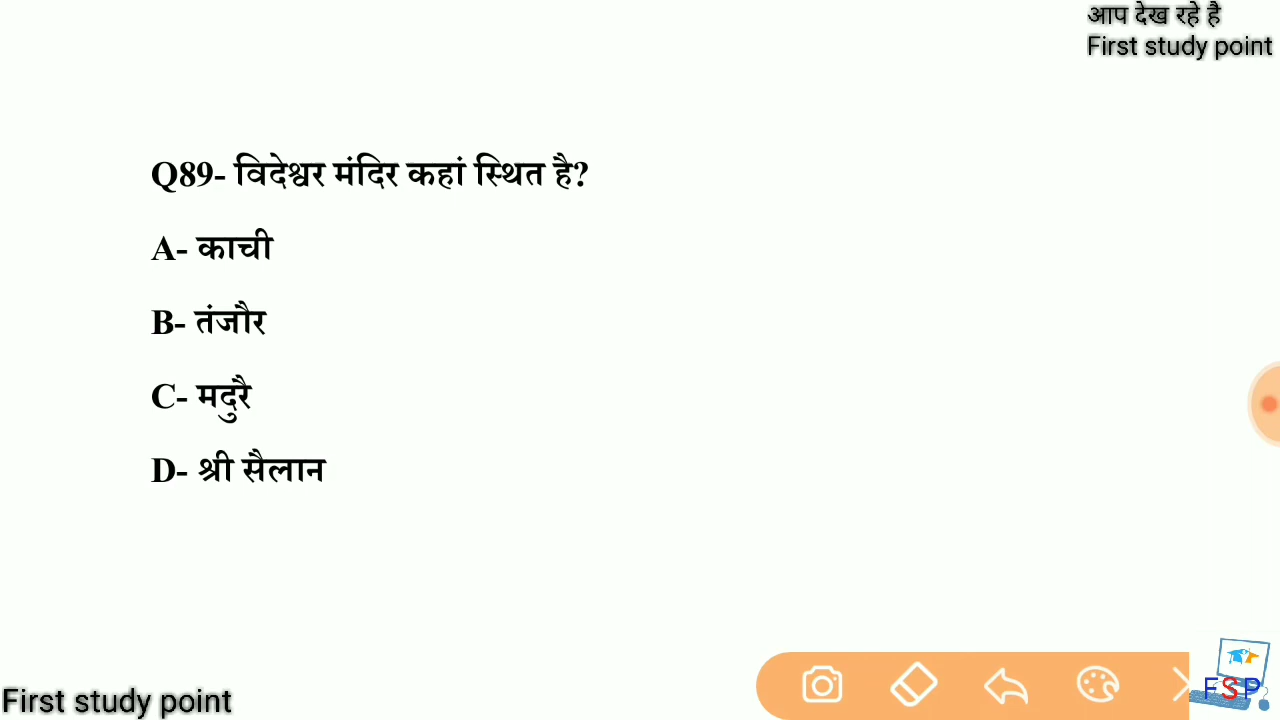 आप देख रहे है
First study point
Q89- विदेश्वर मंदिर कहां स्थित है?
A- काची
B- तंजौर
C- मदुरै
D- श्री सैलान
First study point
FSP